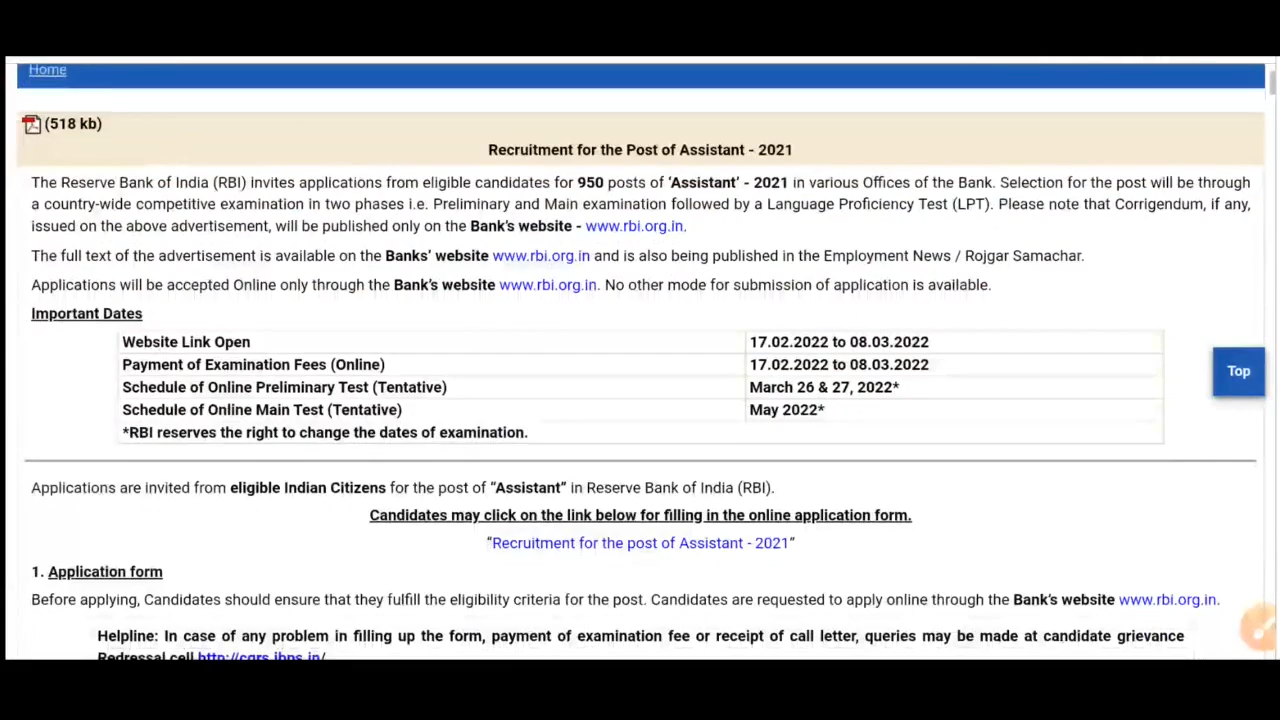 Home
(518 kb)
Recruitment for the Post of Assistant - 2021
The Reserve Bank of India (RBI) invites applications from eligible candidates for 950 posts of ‘Assistant’ - 2021 in various Offices of the Bank. Selection for the post will be through
a country-wide competitive examination in two phases i.e. Preliminary and Main examination followed by a Language Proficiency Test (LPT). Please note that Corrigendum, if any,
issued on the above advertisement, will be published only on the Bank’s website - www.rbi.org.in.
The full text of the advertisement is available on the Banks’ website www.rbi.org.in and is also being published in the Employment News / Rojgar Samachar.
Applications will be accepted Online only through the Bank’s website www.rbi.org.in. No other mode for submission of application is available.
Important Dates
Website Link Open 17.02.2022 to 08.03.2022
Payment of Examination Fees (Online) 17.02.2022 to 08.03.2022
Schedule of Online Preliminary Test (Tentative) March 26 & 27, 2022*
Schedule of Online Main Test (Tentative) May 2022*
*RBI reserves the right to change the dates of examination.
Top
Applications are invited from eligible Indian Citizens for the post of “Assistant” in Reserve Bank of India (RBI).
Candidates may click on the link below for filling in the online application form.
“Recruitment for the post of Assistant - 2021”
1. Application form
Before applying, Candidates should ensure that they fulfill the eligibility criteria for the post. Candidates are requested to apply online through the Bank’s website www.rbi.org.in.
Helpline: In case of any problem in filling up the form, payment of examination fee or receipt of call letter, queries may be made at candidate grievance
Redressal cell http://cgrs.ibps.in/